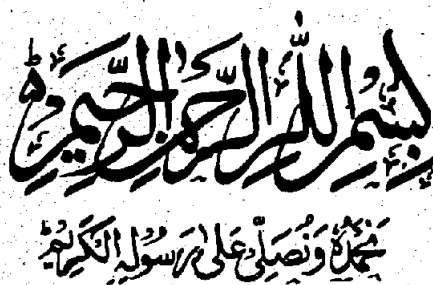 بِسْمِ اللّٰهِ الرَّحْمٰنِ الرَّحِيْمِ
نَحْمَدُهٗ وَنُصَلِّیْ عَلٰی رَسُوْلِهِ الْكَرِيْمِ